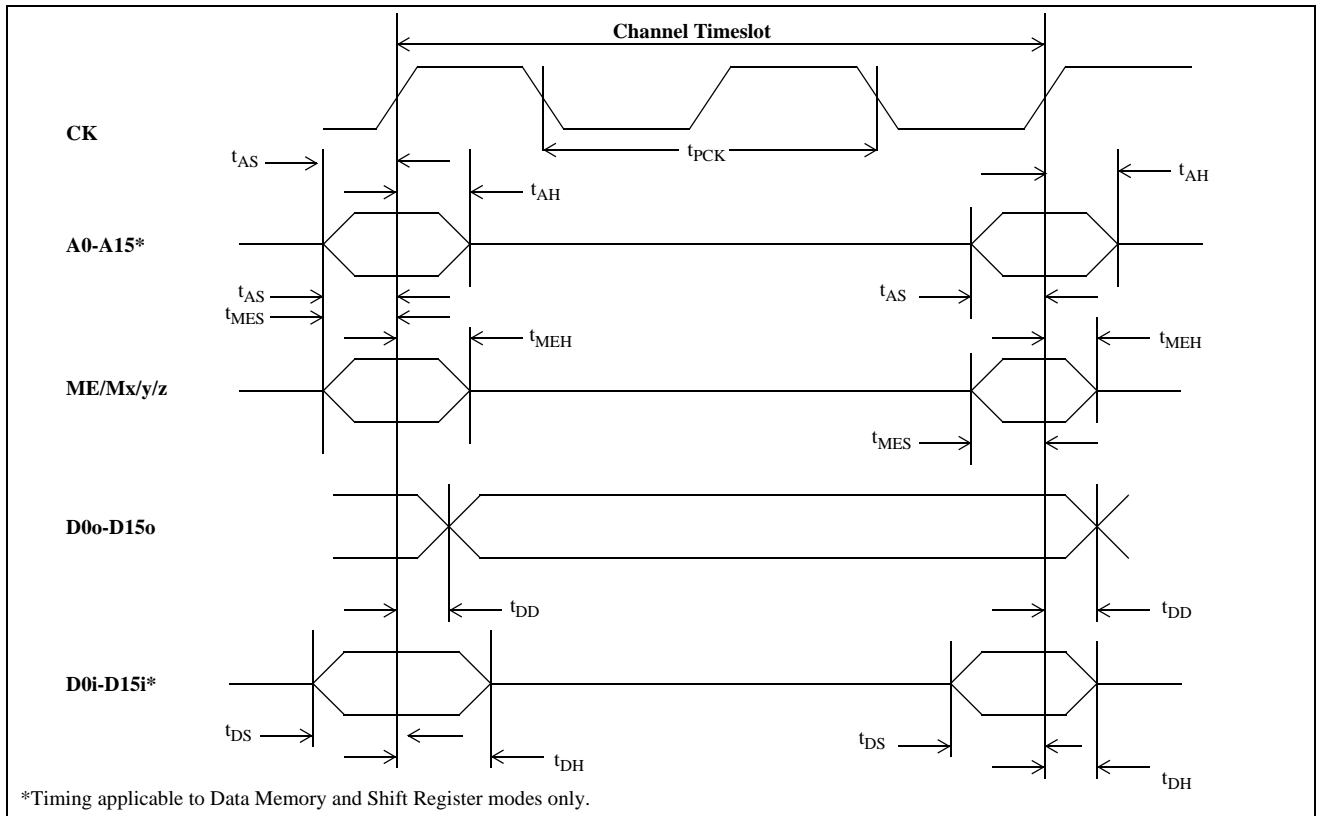 Channel Timeslot
CK
tPCK
tAS
tAH
tAH
A0-A15*
tAS
tAS
tMES
tMEH
tMEH
ME/Mx/y/z
tMES
D0o-D15o
tDD
tDD
D0i-D15i*
tDS
tDS
tDH
tDH
*Timing applicable to Data Memory and Shift Register modes only.